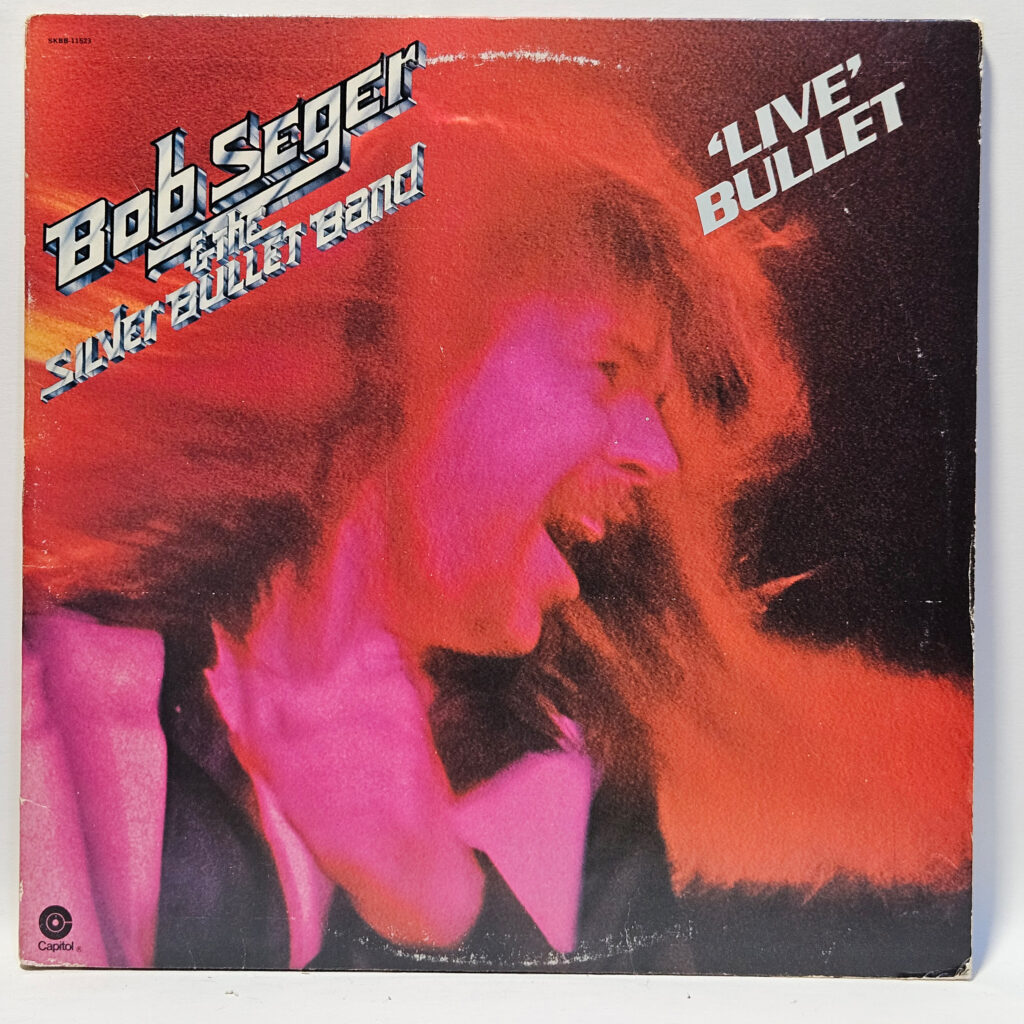 SKBB-11523
Bob Seger
& The
Silver Bullet Band
'LIVE'
BULLET
Capitol ®